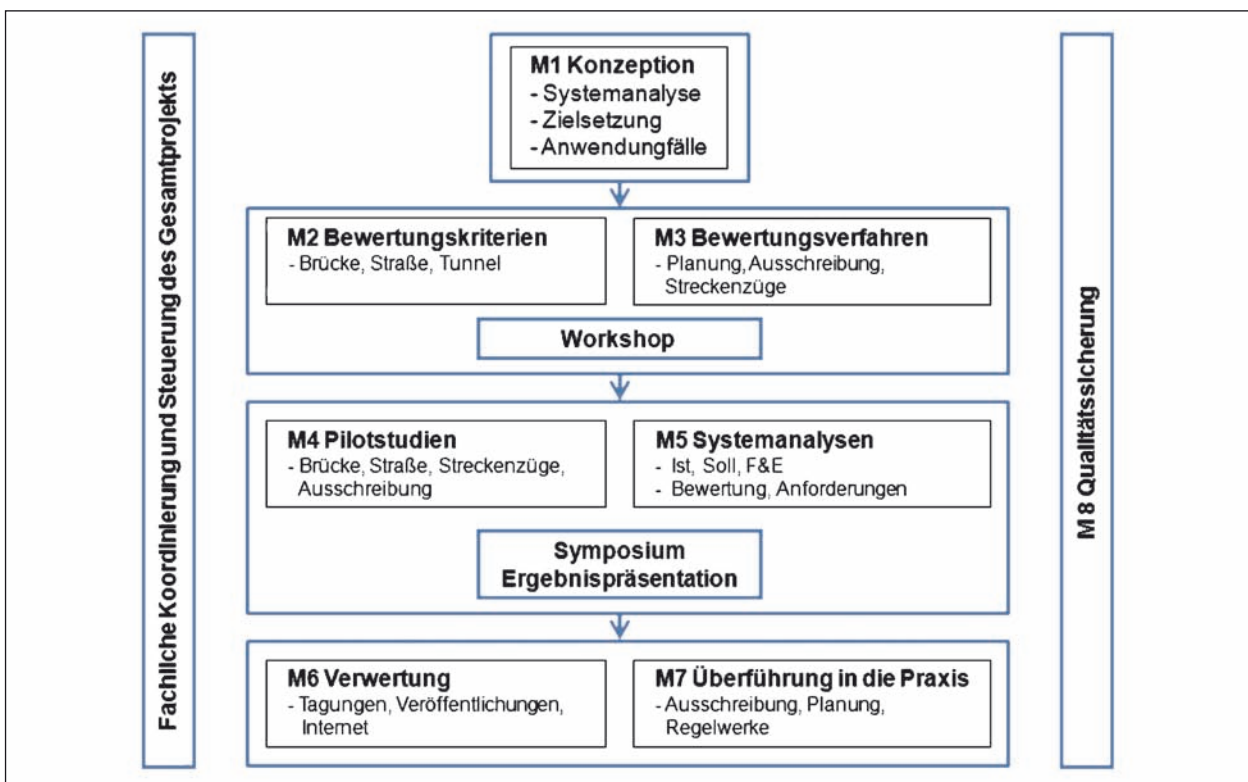 Fachliche Koordinierung und Steuerung des Gesamtprojekts
M1 Konzeption
- Systemanalyse
- Zielsetzung
- Anwendungfälle
M2 Bewertungskriterien
- Brücke, Straße, Tunnel
M3 Bewertungsverfahren
- Planung, Ausschreibung,
Streckenzüge
Workshop
M4 Pilotstudien
- Brücke, Straße, Streckenzüge,
Ausschreibung
M5 Systemanalysen
- Ist, Soll, F&E
- Bewertung, Anforderungen
Symposium
Ergebnispräsentation
M6 Verwertung
- Tagungen, Veröffentlichungen,
Internet
M7 Überführung in die Praxis
- Ausschreibung, Planung,
Regelwerke
M 8 Qualitätssicherung